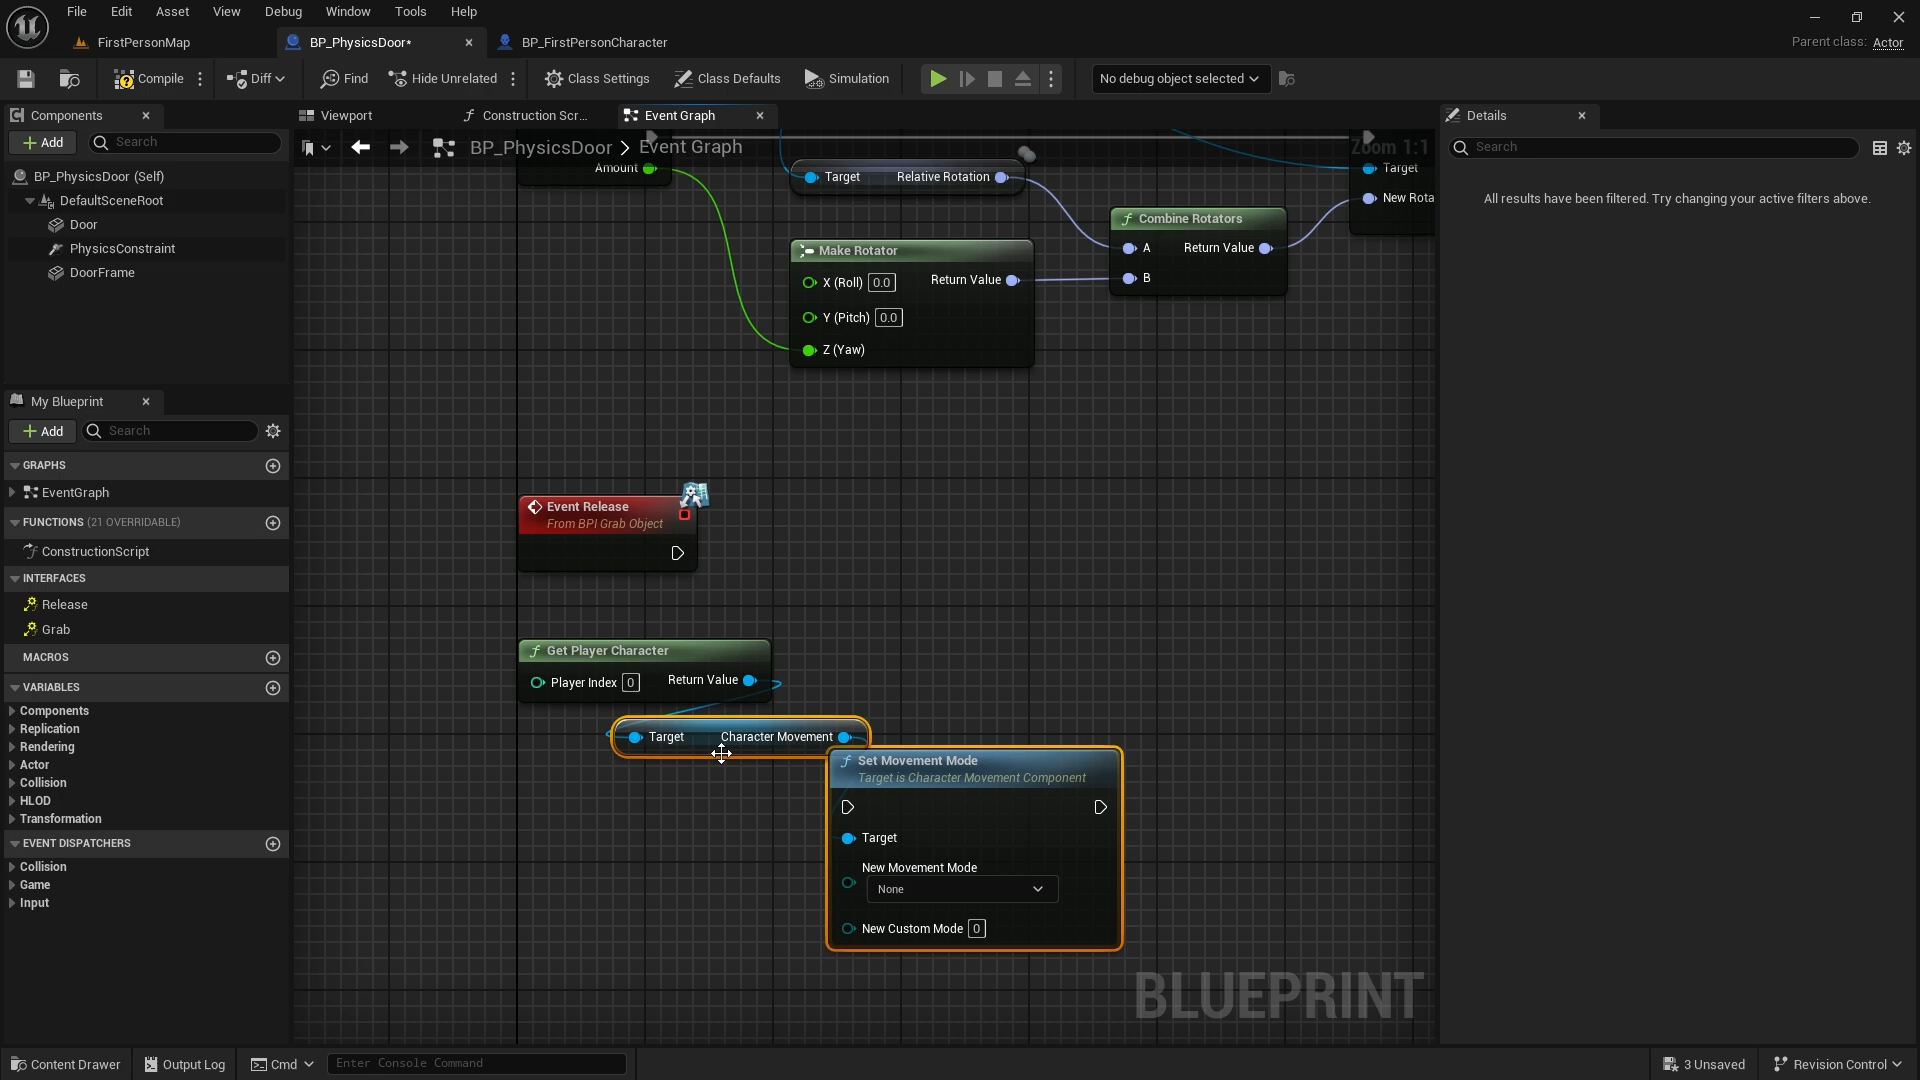 File Edit Asset View Debug Window Tools Help
FirstPersonMap
BP_PhysicsDoor*
BP_FirstPersonCharacter
Parent class: Actor
Compile
Diff
Find
Hide Unrelated
Class Settings
Class Defaults
Simulation
No debug object selected
Components
Add
Search
BP_PhysicsDoor (Self)
DefaultSceneRoot
Door
PhysicsConstraint
DoorFrame
My Blueprint
Add
Search
GRAPHS
EventGraph
FUNCTIONS (21 OVERRIDABLE)
ConstructionScript
INTERFACES
Release
Grab
MACROS
VARIABLES
Components
Replication
Rendering
Actor
Collision
HLOD
Transformation
EVENT DISPATCHERS
Collision
Game
Input
Viewport
Construction Scr...
Event Graph
BP_PhysicsDoor > Event Graph
Zoom 1:1
Amount
Target Relative Rotation
Target
New Rota
Combine Rotators
A Return Value
B
Make Rotator
X (Roll) 0.0 Return Value
Y (Pitch) 0.0
Z (Yaw)
Event Release
From BPI Grab Object
Get Player Character
Player Index 0 Return Value
Target Character Movement
Set Movement Mode
Target is Character Movement Component
Target
New Movement Mode
None
New Custom Mode 0
BLUEPRINT
Details
Search
All results have been filtered. Try changing your active filters above.
Content Drawer
Output Log
Cmd
Enter Console Command
3 Unsaved
Revision Control